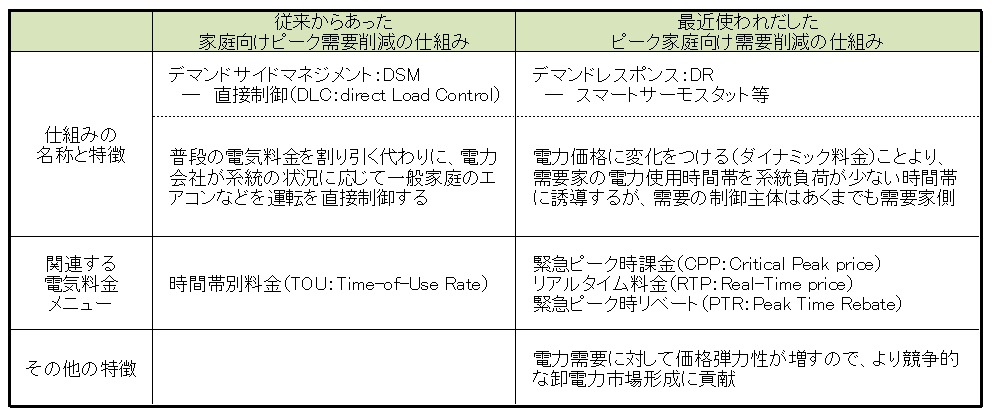 従来からあった
家庭向けピーク需要削減の仕組み
最近使われだした
ピーク家庭向け需要削減の仕組み
仕組みの
名称と特徴
デマンドサイドマネジメント:DSM
― 直接制御(DLC:direct Load Control)
デマンドレスポンス:DR
― スマートサーモスタット等
普段の電気料金を割り引く代わりに、電力
会社が系統の状況に応じて一般家庭のエ
アコンなどを運転を直接制御する
電力価格に変化をつける(ダイナミック料金)ことより、
需要家の電力使用時間帯を系統負荷が少ない時間帯
に誘導するが、需要の制御主体はあくまでも需要家側
関連する
電気料金
メニュー
時間帯別料金(TOU:Time-of-Use Rate)
緊急ピーク時課金(CPP:Critical Peak price)
リアルタイム料金(RTP:Real-Time price)
緊急ピーク時リベート(PTR:Peak Time Rebate)
その他の特徴
電力需要に対して価格弾力性が増すので、より競争的
な卸電力市場形成に貢献